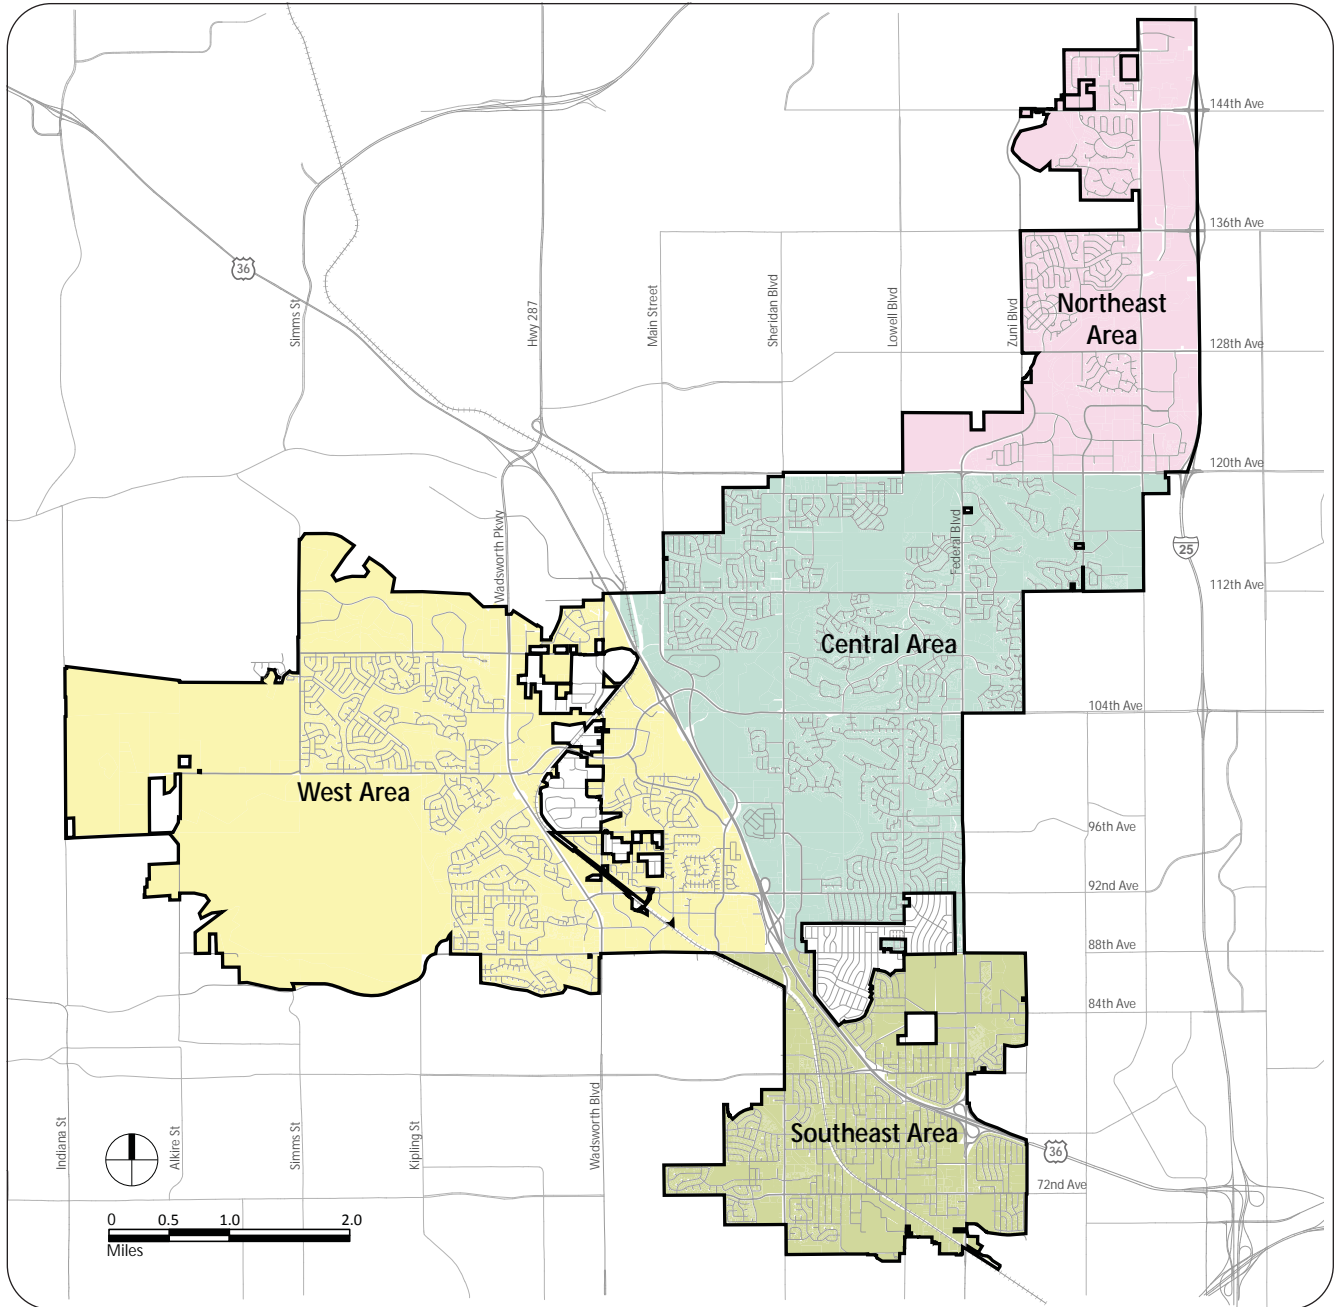 144th Ave
136th Ave
36
Simms St
Hwy 287
Main Street
Sheridan Blvd
Lowell Blvd
Zuni Blvd
Northeast
Area
128th Ave
120th Ave
Wadsworth Pkwy
Federal Blvd
25
112th Ave
Central Area
104th Ave
West Area
96th Ave
92nd Ave
88th Ave
84th Ave
Indiana St
Alkire St
SImms St
Kipling St
Wadsworth Blvd
Southeast Area
36
72nd Ave
0 0.5 1.0 2.0
Miles